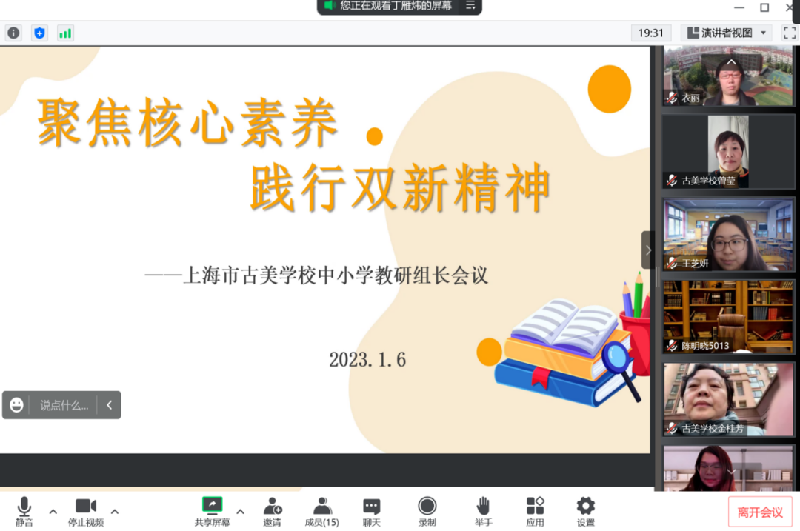 您正在观看丁雕炜的屏幕
19:31
演讲者视图
聚焦核心素养
践行双新精神
——上海市古美学校中小学教研组长会议
2023.1.6
说点什么...
衣丽
古美学校曾莹
王芝妍
陈明晓5013
古美学校金桂芳
静音
停止视频
共享屏幕
邀请
成员(15)
聊天
录制
举手
应用
设置
离开会议